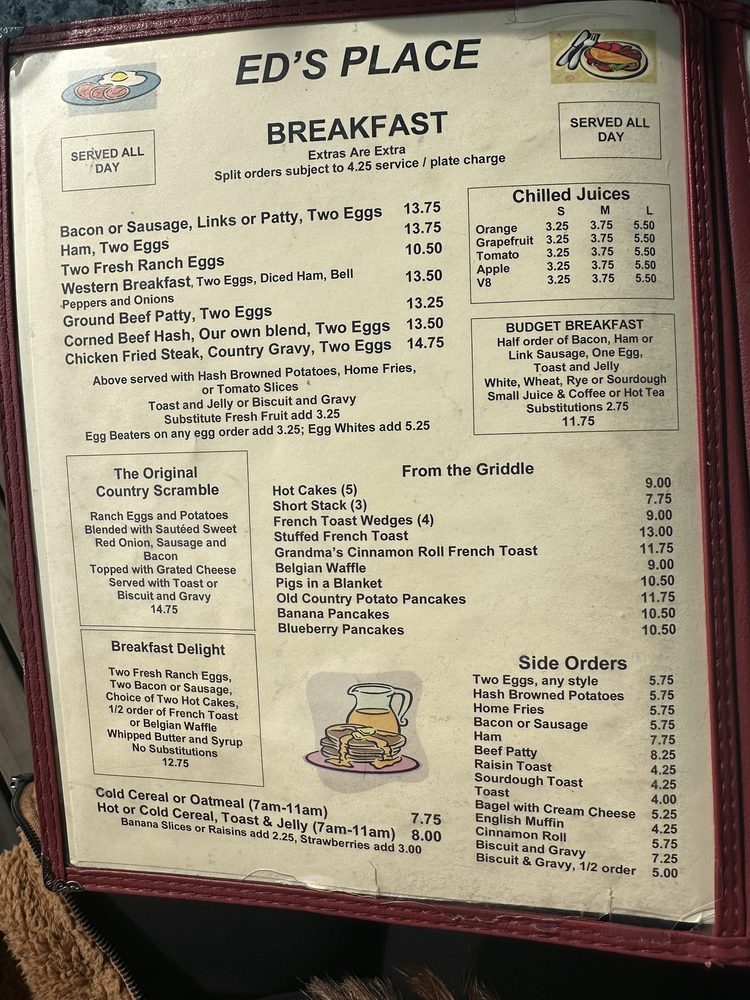 ED'S PLACE
BREAKFAST
Extras Are Extra
Split orders subject to 4.25 service / plate charge
SERVED ALL
DAY
SERVED ALL
DAY
Bacon or Sausage, Links or Patty, Two Eggs 13.75
Ham, Two Eggs 13.75
Two Fresh Ranch Eggs 10.50
Western Breakfast, Two Eggs, Diced Ham, Bell 13.50
Peppers and Onions
Ground Beef Patty, Two Eggs 13.25
Corned Beef Hash, Our own blend, Two Eggs 13.50
Chicken Fried Steak, Country Gravy, Two Eggs 14.75
Above served with Hash Browned Potatoes, Home Fries,
or Tomato Slices
Toast and Jelly or Biscuit and Gravy
Substitute Fresh Fruit add 3.25
Egg Beaters on any egg order add 3.25; Egg Whites add 5.25
Chilled Juices
S M L
Orange 3.25 3.75 5.50
Grapefruit 3.25 3.75 5.50
Tomato 3.25 3.75 5.50
Apple 3.25 3.75 5.50
V8 3.25 3.75 5.50
BUDGET BREAKFAST
Half order of Bacon, Ham or
Link Sausage, One Egg,
Toast and Jelly
White, Wheat, Rye or Sourdough
Small Juice & Coffee or Hot Tea
Substitutions 2.75
11.75
The Original
Country Scramble
Ranch Eggs and Potatoes
Blended with Sautéed Sweet
Red Onion, Sausage and
Bacon
Topped with Grated Cheese
Served with Toast or
Biscuit and Gravy
14.75
From the Griddle
Hot Cakes (5) 9.00
Short Stack (3) 7.75
French Toast Wedges (4) 9.00
Stuffed French Toast 13.00
Grandma's Cinnamon Roll French Toast 11.75
Belgian Waffle 9.00
Pigs in a Blanket 10.50
Old Country Potato Pancakes 11.75
Banana Pancakes 10.50
Blueberry Pancakes 10.50
Breakfast Delight
Two Fresh Ranch Eggs,
Two Bacon or Sausage,
Choice of Two Hot Cakes,
1/2 order of French Toast
or Belgian Waffle
Whipped Butter and Syrup
No Substitutions
12.75
Side Orders
Two Eggs, any style 5.75
Hash Browned Potatoes 5.75
Home Fries 5.75
Bacon or Sausage 5.75
Ham 7.75
Beef Patty 8.25
Raisin Toast 4.25
Sourdough Toast 4.25
Toast 4.00
Bagel with Cream Cheese 5.25
English Muffin 4.25
Cinnamon Roll 5.75
Biscuit and Gravy 7.25
Biscuit & Gravy, 1/2 order 5.00
Cold Cereal or Oatmeal (7am-11am) 7.75
Hot or Cold Cereal, Toast & Jelly (7am-11am) 8.00
Banana Slices or Raisins add 2.25, Strawberries add 3.00